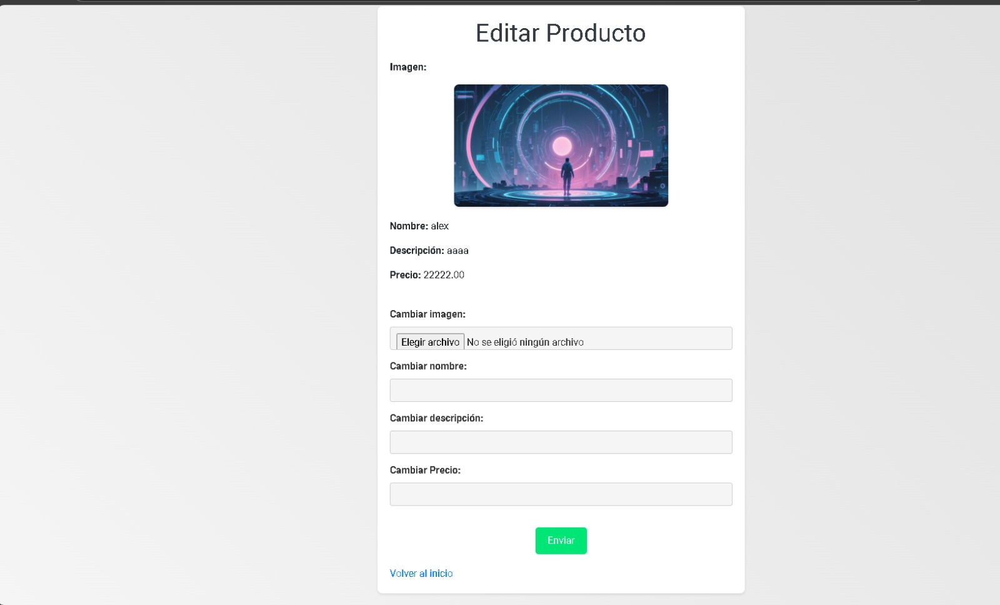 Editar Producto
Imagen:
Nombre: alex
Descripción: aaaa
Precio: 22222.00
Cambiar imagen:
Elegir archivo No se eligió ningún archivo
Cambiar nombre:
Cambiar descripción:
Cambiar Precio:
Enviar
Volver al inicio